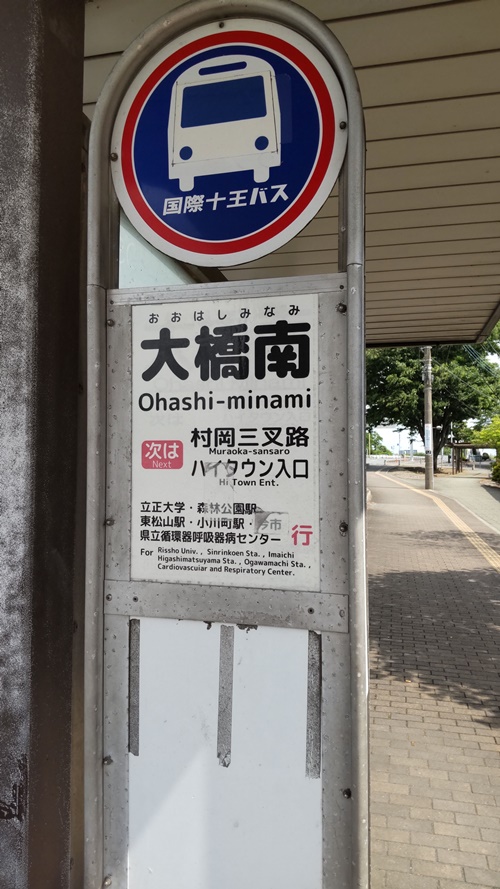 国際十王バス
おおはしみなみ
大橋南
Ohashi-minami
次は
Next
村岡三叉路
Muraoka-sansaro
ハイタウン入口
Hi Town Ent.
立正大学・森林公園駅
東松山駅・小川町駅・今市
県立循環器呼吸器病センター 行
For Rissho Univ. , Sinrinkoen Sta. , Imaichi
Higashimatsuyama Sta. , Ogawamachi Sta. ,
Cardiovascuiar and Respiratory Center.